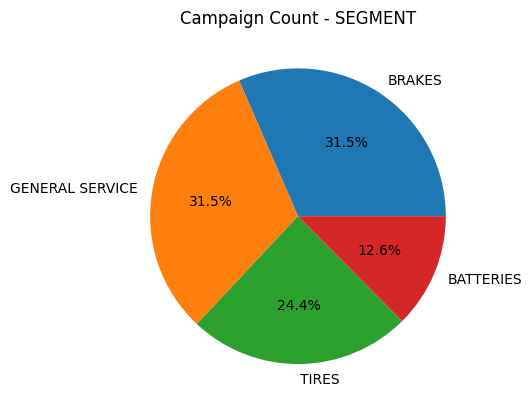 Campaign Count - SEGMENT
BRAKES
31.5%
GENERAL SERVICE
31.5%
12.6%
BATTERIES
24.4%
TIRES